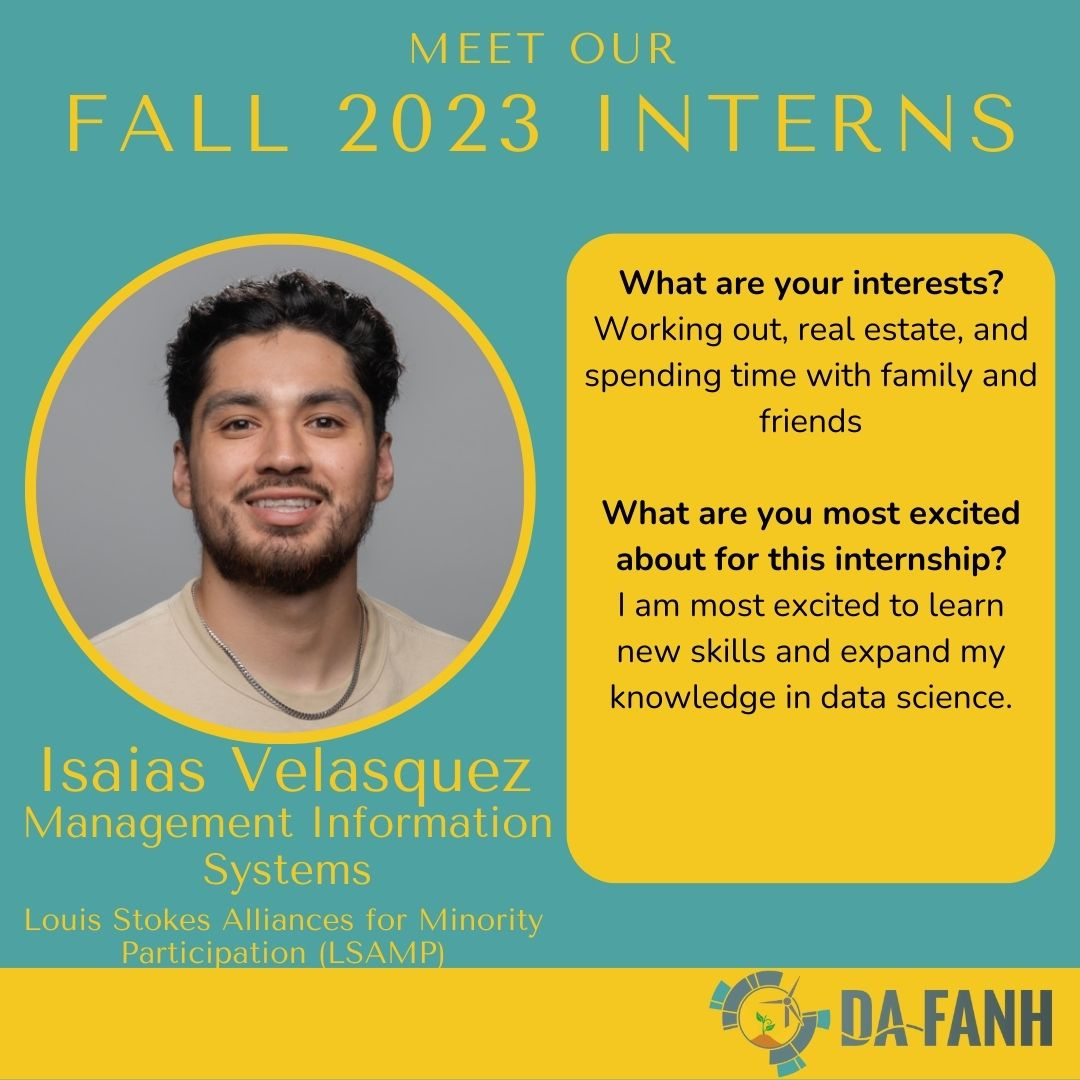 MEET OUR
FALL 2023 INTERNS
What are your interests?
Working out, real estate, and
spending time with family and
friends
What are you most excited
about for this internship?
I am most excited to learn
new skills and expand my
knowledge in data science.
Isaias Velasquez
Management Information
Systems
Louis Stokes Alliances for Minority
Participation (LSAMP)
DA-FANH